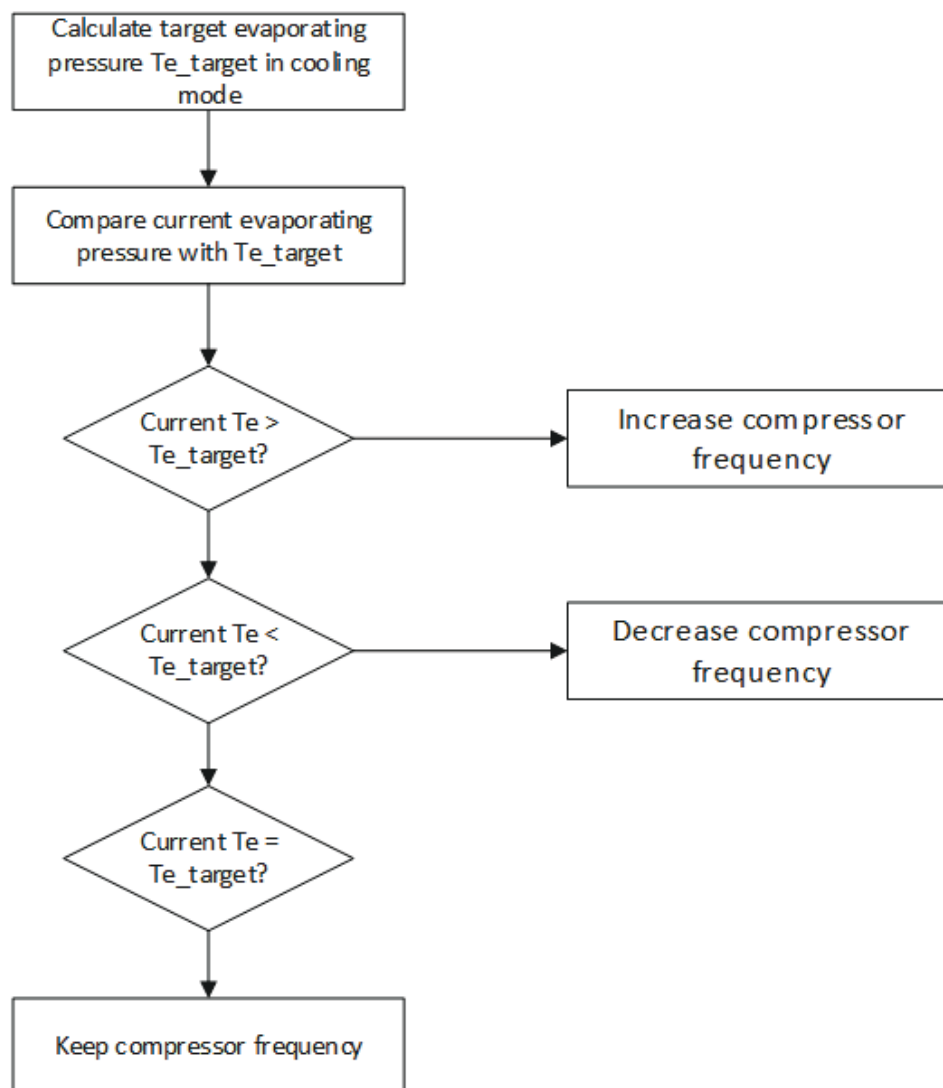 Calculate target evaporating
pressure Te_target in cooling
mode
Compare current evaporating
pressure with Te_target
Current Te >
Te_target?
Increase compressor
frequency
Current Te <
Te_target?
Decrease compressor
frequency
Current Te =
Te_target?
Keep compressor frequency